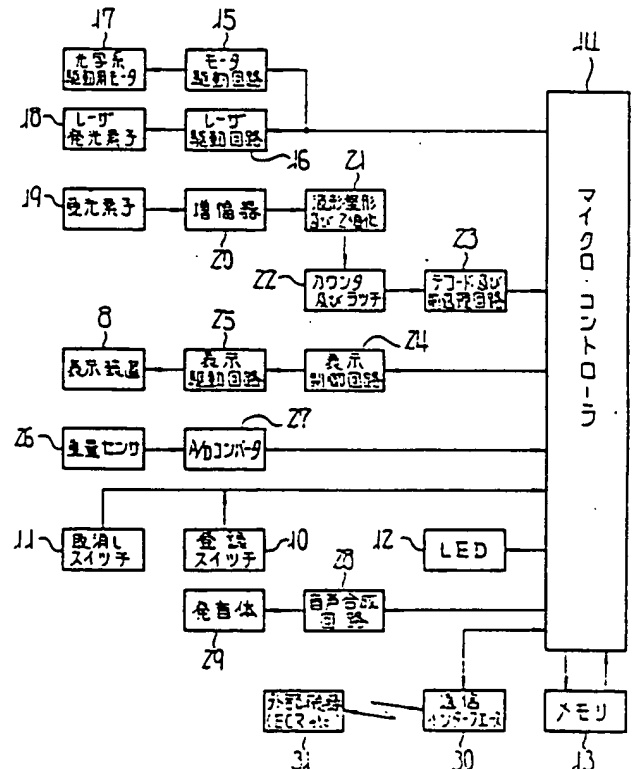 17
15
14
光学系
駆動用モータ
モータ
駆動回路
18
レーザ
発光素子
レーザ
駆動回路
16
21
19
受光素子
増幅器
20
波形整形
及び2値化
22
カウンタ
及びラッチ
23
デコード及び
前処理回路
マイクロ・コントローラ
8
25
24
表示装置
表示
駆動回路
表示
制御回路
27
26
重量センサ
A/Dコンバータ
11
取消し
スイッチ
登録
スイッチ
10
12
LED
28
発音体
29
音声合成
回路
外部機器
31
通信
インターフェース
30
メモリ
13